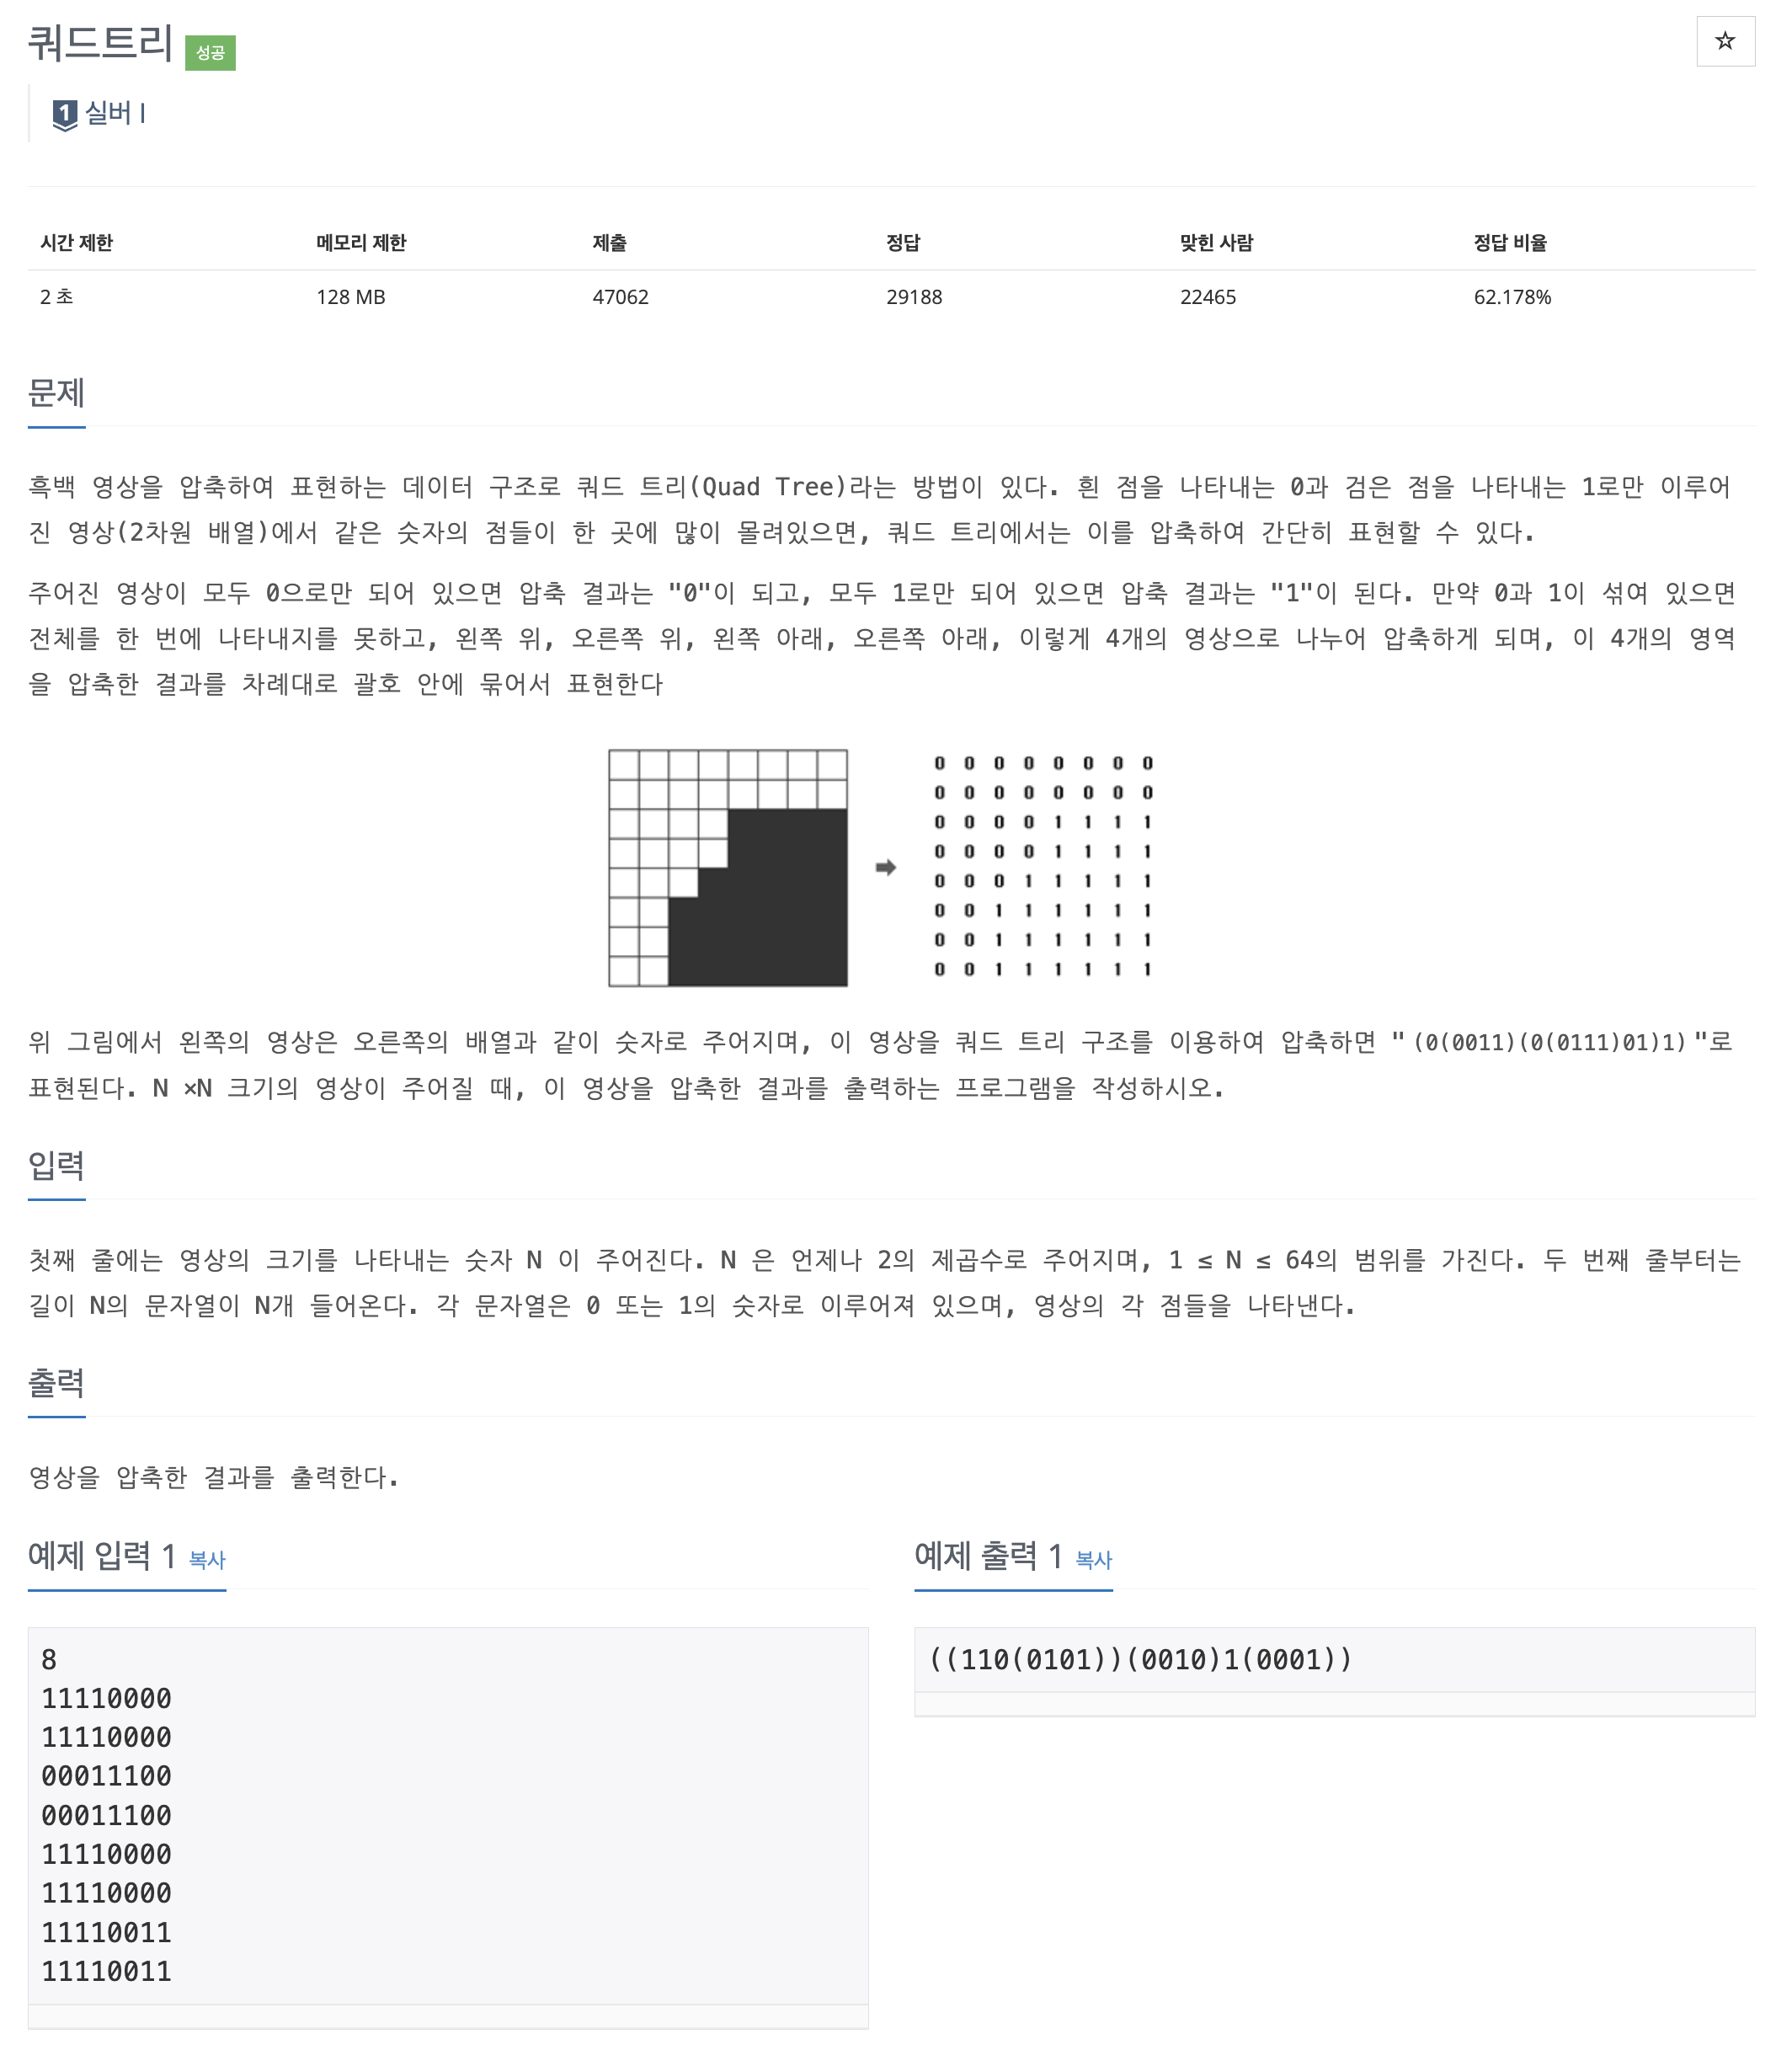 쿼드트리 성공
1 실버 I
시간 제한 메모리 제한 제출 정답 맞힌 사람 정답 비율
2 초 128 MB 47062 29188 22465 62.178%
문제
흑백 영상을 압축하여 표현하는 데이터 구조로 쿼드 트리(Quad Tree)라는 방법이 있다. 흰 점을 나타내는 0과 검은 점을 나타내는 1로만 이루어
진 영상(2차원 배열)에서 같은 숫자의 점들이 한 곳에 많이 몰려있으면, 쿼드 트리에서는 이를 압축하여 간단히 표현할 수 있다.
주어진 영상이 모두 0으로만 되어 있으면 압축 결과는 "0"이 되고, 모두 1로만 되어 있으면 압축 결과는 "1"이 된다. 만약 0과 1이 섞여 있으면
전체를 한 번에 나타내지를 못하고, 왼쪽 위, 오른쪽 위, 왼쪽 아래, 오른쪽 아래, 이렇게 4개의 영상으로 나누어 압축하게 되며, 이 4개의 영역
을 압축한 결과를 차례대로 괄호 안에 묶어서 표현한다
0 0 0 0 0 0 0 0
0 0 0 0 0 0 0 0
0 0 0 0 1 1 1 1
0 0 0 0 1 1 1 1
0 0 0 1 1 1 1 1
0 0 1 1 1 1 1 1
0 0 1 1 1 1 1 1
0 0 1 1 1 1 1 1
위 그림에서 왼쪽의 영상은 오른쪽의 배열과 같이 숫자로 주어지며, 이 영상을 쿼드 트리 구조를 이용하여 압축하면 "(0(0011)(0(0111)01)1)"로
표현된다. N ×N 크기의 영상이 주어질 때, 이 영상을 압축한 결과를 출력하는 프로그램을 작성하시오.
입력
첫째 줄에는 영상의 크기를 나타내는 숫자 N 이 주어진다. N 은 언제나 2의 제곱수로 주어지며, 1 ≤ N ≤ 64의 범위를 가진다. 두 번째 줄부터는
길이 N의 문자열이 N개 들어온다. 각 문자열은 0 또는 1의 숫자로 이루어져 있으며, 영상의 각 점들을 나타낸다.
출력
영상을 압축한 결과를 출력한다.
예제 입력 1 복사
8
11110000
11110000
00011100
00011100
11110000
11110000
11110011
11110011
예제 출력 1 복사
((110(0101))(0010)1(0001))